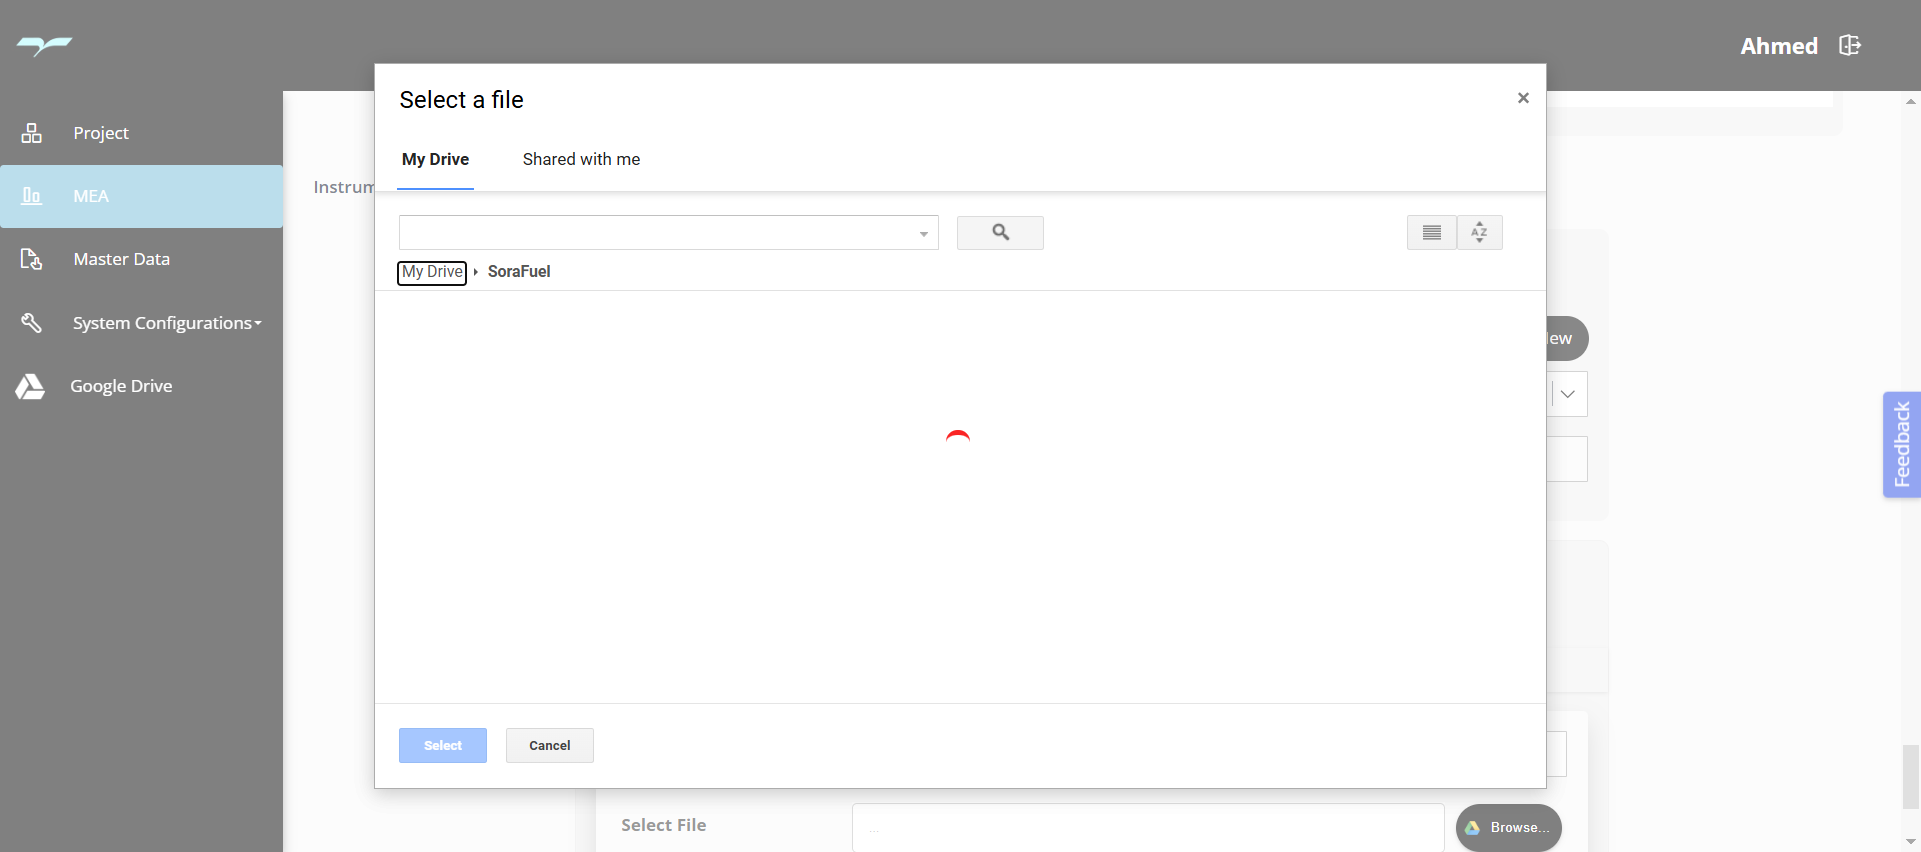 Ahmed
Project
MEA
Master Data
System Configurations
Google Drive
Instrum
Select a file
×
My Drive
Shared with me
A Z
My Drive
SoraFuel
ew
Feedback
Select
Cancel
Select File
...
Browse...